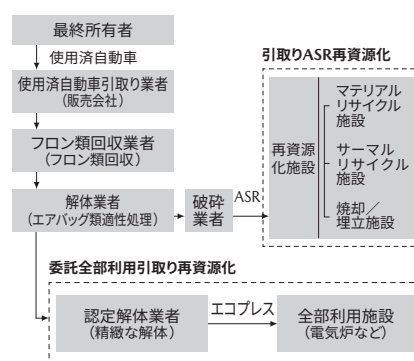 最終所有者
使用済自動車
使用済自動車引取り業者
(販売会社)
フロン類回収業者
(フロン類回収)
解体業者
(エアバッグ類適性処理)
破砕
業者
ASR
引取りASR再資源化
再資源
化施設
マテリアル
リサイクル
施設
サーマル
リサイクル
施設
焼却／
埋立施設
委託全部利用引取り再資源化
認定解体業者
(精緻な解体)
エコプレス
全部利用施設
(電気炉など)